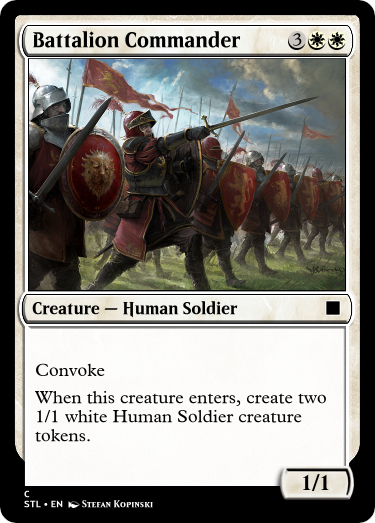 Battalion Commander 3
Creature — Human Soldier
Convoke
When this creature enters, create two
1/1 white Human Soldier creature
tokens.
1/1
C
STL • EN Stefan Kopinski